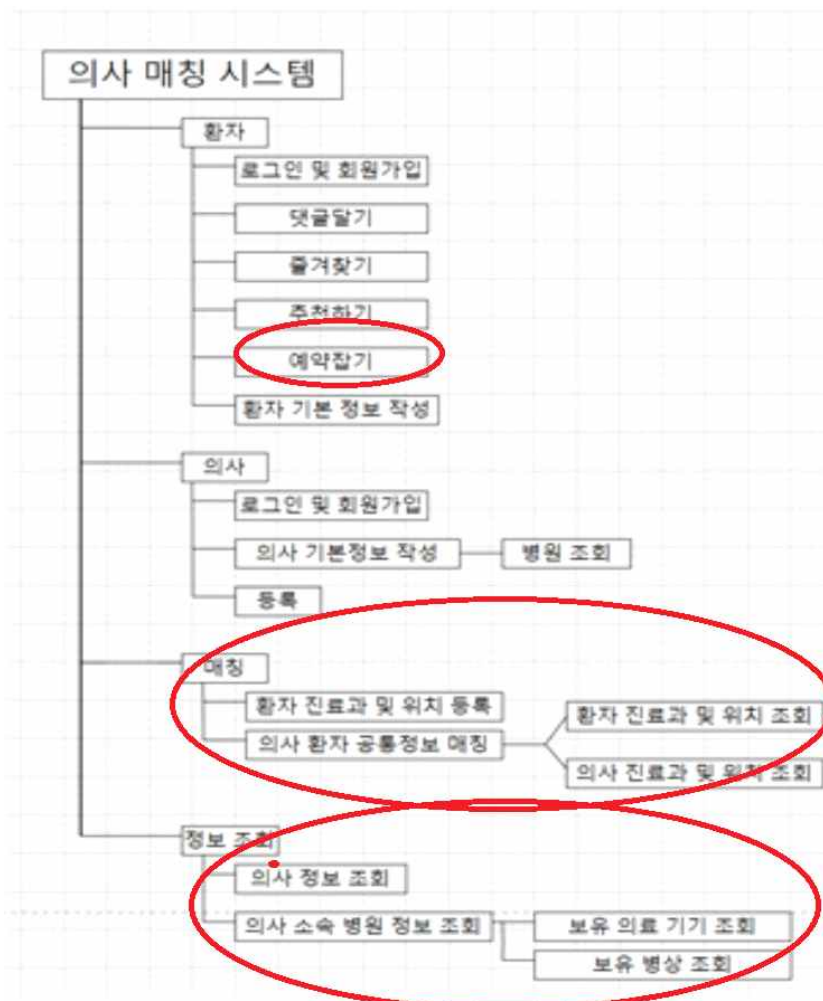 의사 매칭 시스템
환자
로그인 및 회원가입
댓글달기
즐겨찾기
추천하기
예약잡기
환자 기본 정보 작성
의사
로그인 및 회원가입
의사 기본정보 작성
병원 조회
등록
매칭
환자 진료과 및 위치 등록
의사 환자 공통정보 매칭
환자 진료과 및 위치 조회
의사 진료과 및 위치 조회
정보 조회
의사 정보 조회
의사 소속 병원 정보 조회
보유 의료 기기 조회
보유 병상 조회